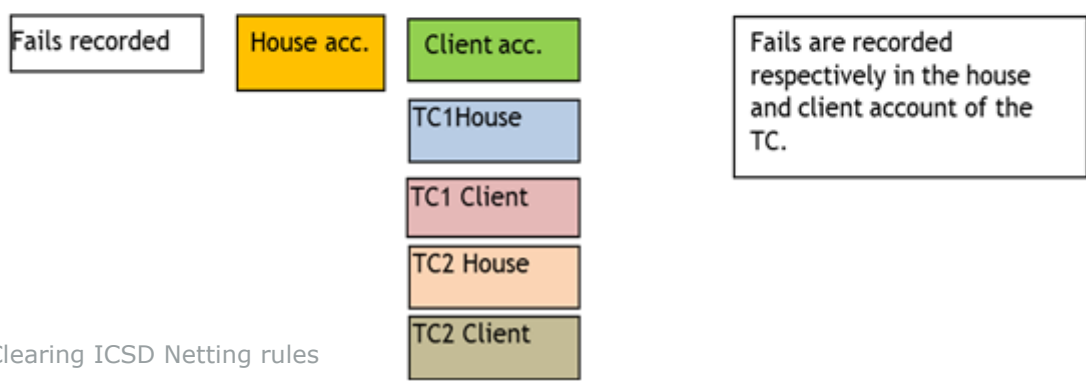 Fails recorded
House acc.
Client acc.
Fails are recorded
respectively in the house
and client account of the
TC.
TC1House
TC1 Client
TC2 House
TC2 Client
Clearing ICSD Netting rules